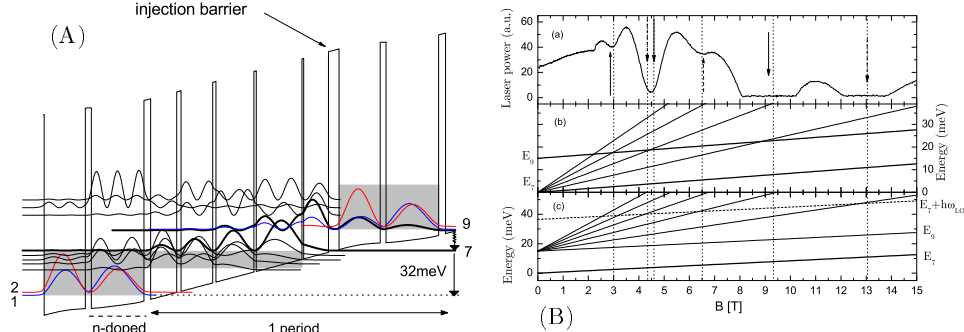 injection barrier
(A)
9
7
32meV
2
1
n-doped
1 period
Laser power (a.u.)
60
40
20
0
(a)
(b)
E₉
E₇
30
20
10
0
Energy (meV)
(c)
Energy (meV)
40
20
0
E₇+hω_LO
E₉
E₇
0 1 2 3 4 5 6 7 8 9 10 11 12 13 14 15
B [T]
(B)